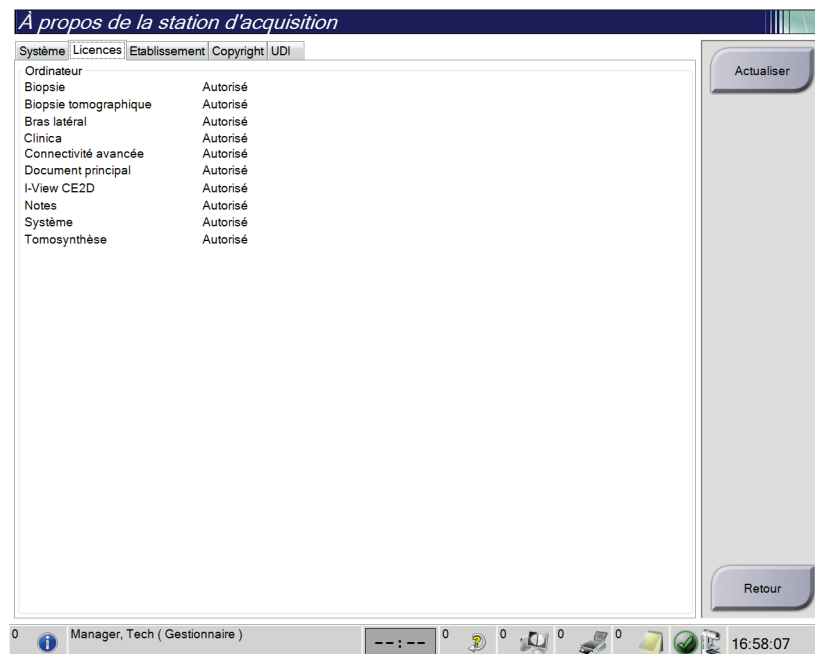 À propos de la station d'acquisition
Système Licences Etablissement Copyright UDI
Ordinateur
Biopsie Autorisé
Biopsie tomographique Autorisé
Bras latéral Autorisé
Clinica Autorisé
Connectivité avancée Autorisé
Document principal Autorisé
I-View CE2D Autorisé
Notes Autorisé
Système Autorisé
Tomosynthèse Autorisé
Actualiser
Retour
0 Manager, Tech ( Gestionnaire ) --:-- 0 0 0 0 16:58:07